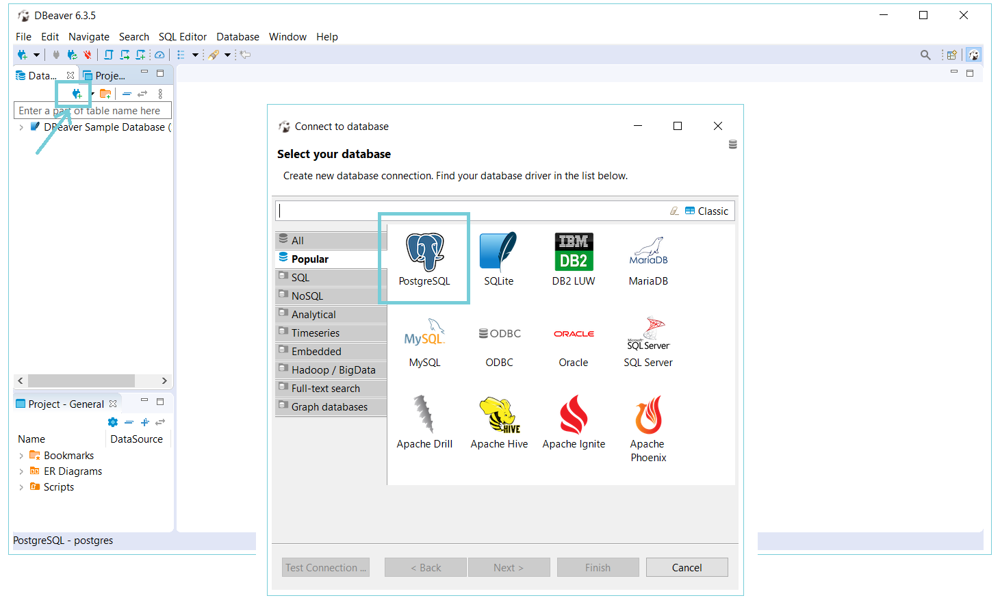 DBeaver 6.3.5
File Edit Navigate Search SQL Editor Database Window Help
Data... Proje...
Enter a part of table name here
DBeaver Sample Database (
Connect to database
Select your database
Create new database connection. Find your database driver in the list below.
Classic
All
Popular
SQL
NoSQL
Analytical
Timeseries
Embedded
Hadoop / BigData
Full-text search
Graph databases
IBM
DB2
MariaDB
PostgreSQL SQLite DB2 LUW MariaDB
MySQL ODBC ORACLE Microsoft SQL Server
MySQL ODBC Oracle SQL Server
HIVE
Apache Drill Apache Hive Apache Ignite Apache
Phoenix
Project - General
Name DataSource
Bookmarks
ER Diagrams
Scripts
PostgreSQL - postgres
Test Connection ... < Back Next > Finish Cancel